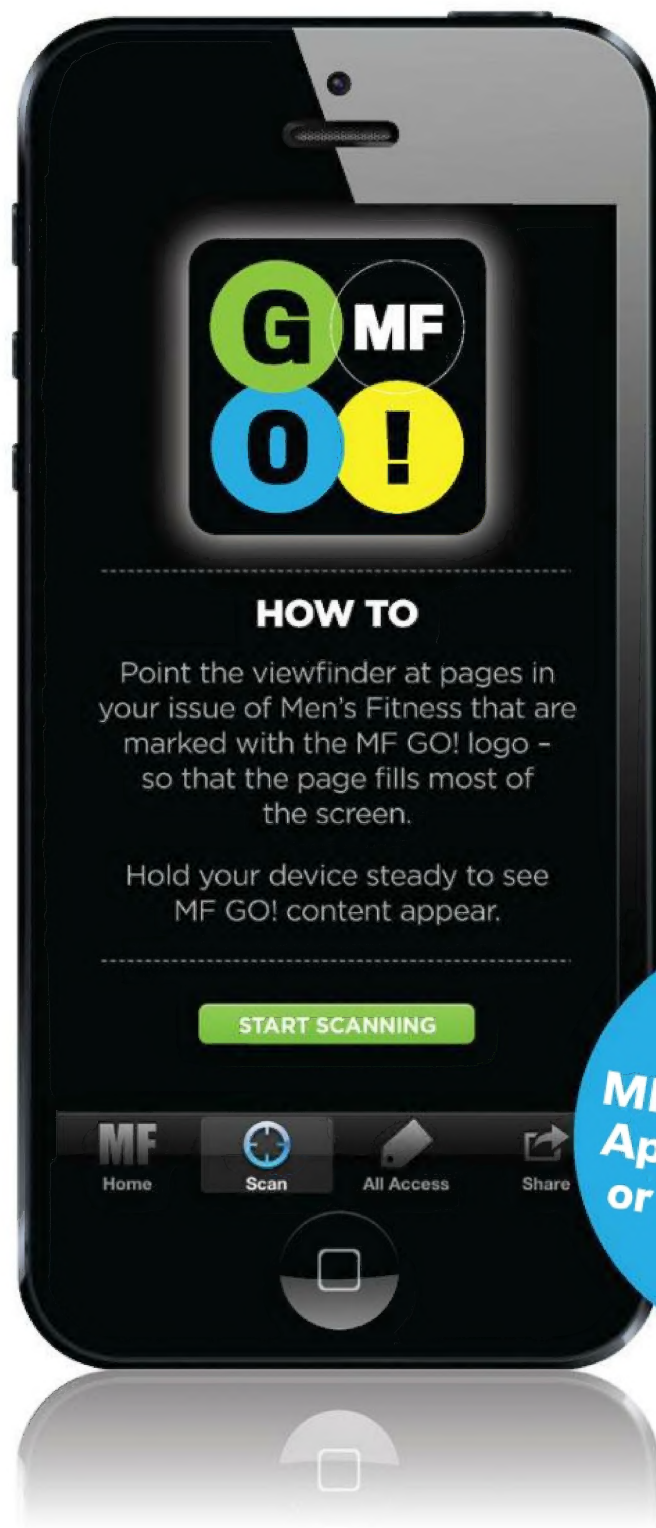 G MF
O !
HOW TO
Point the viewfinder at pages in
your issue of Men's Fitness that are
marked with the MF GO! logo –
so that the page fills most of
the screen.
Hold your device steady to see
MF GO! content appear.
START SCANNING
MF
Home
Scan
All Access
Share
or